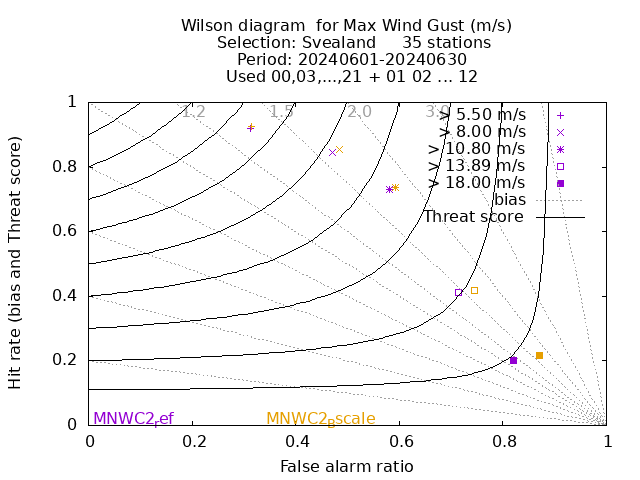 Wilson diagram  for Max Wind Gust (m/s)
Selection: Svealand     35 stations
Period: 20240601-20240630
Used 00,03,...,21 + 01 02 ... 12
1.2 1.5 2.0 3.0
> 5.50 m/s
> 8.00 m/s
> 10.80 m/s
> 13.89 m/s
> 18.00 m/s
bias
Threat score
1
0.8
0.6
0.4
0.2
0
Hit rate (bias and Threat score)
MNWC2ref MNWC2Bscale
0 0.2 0.4 0.6 0.8 1
False alarm ratio